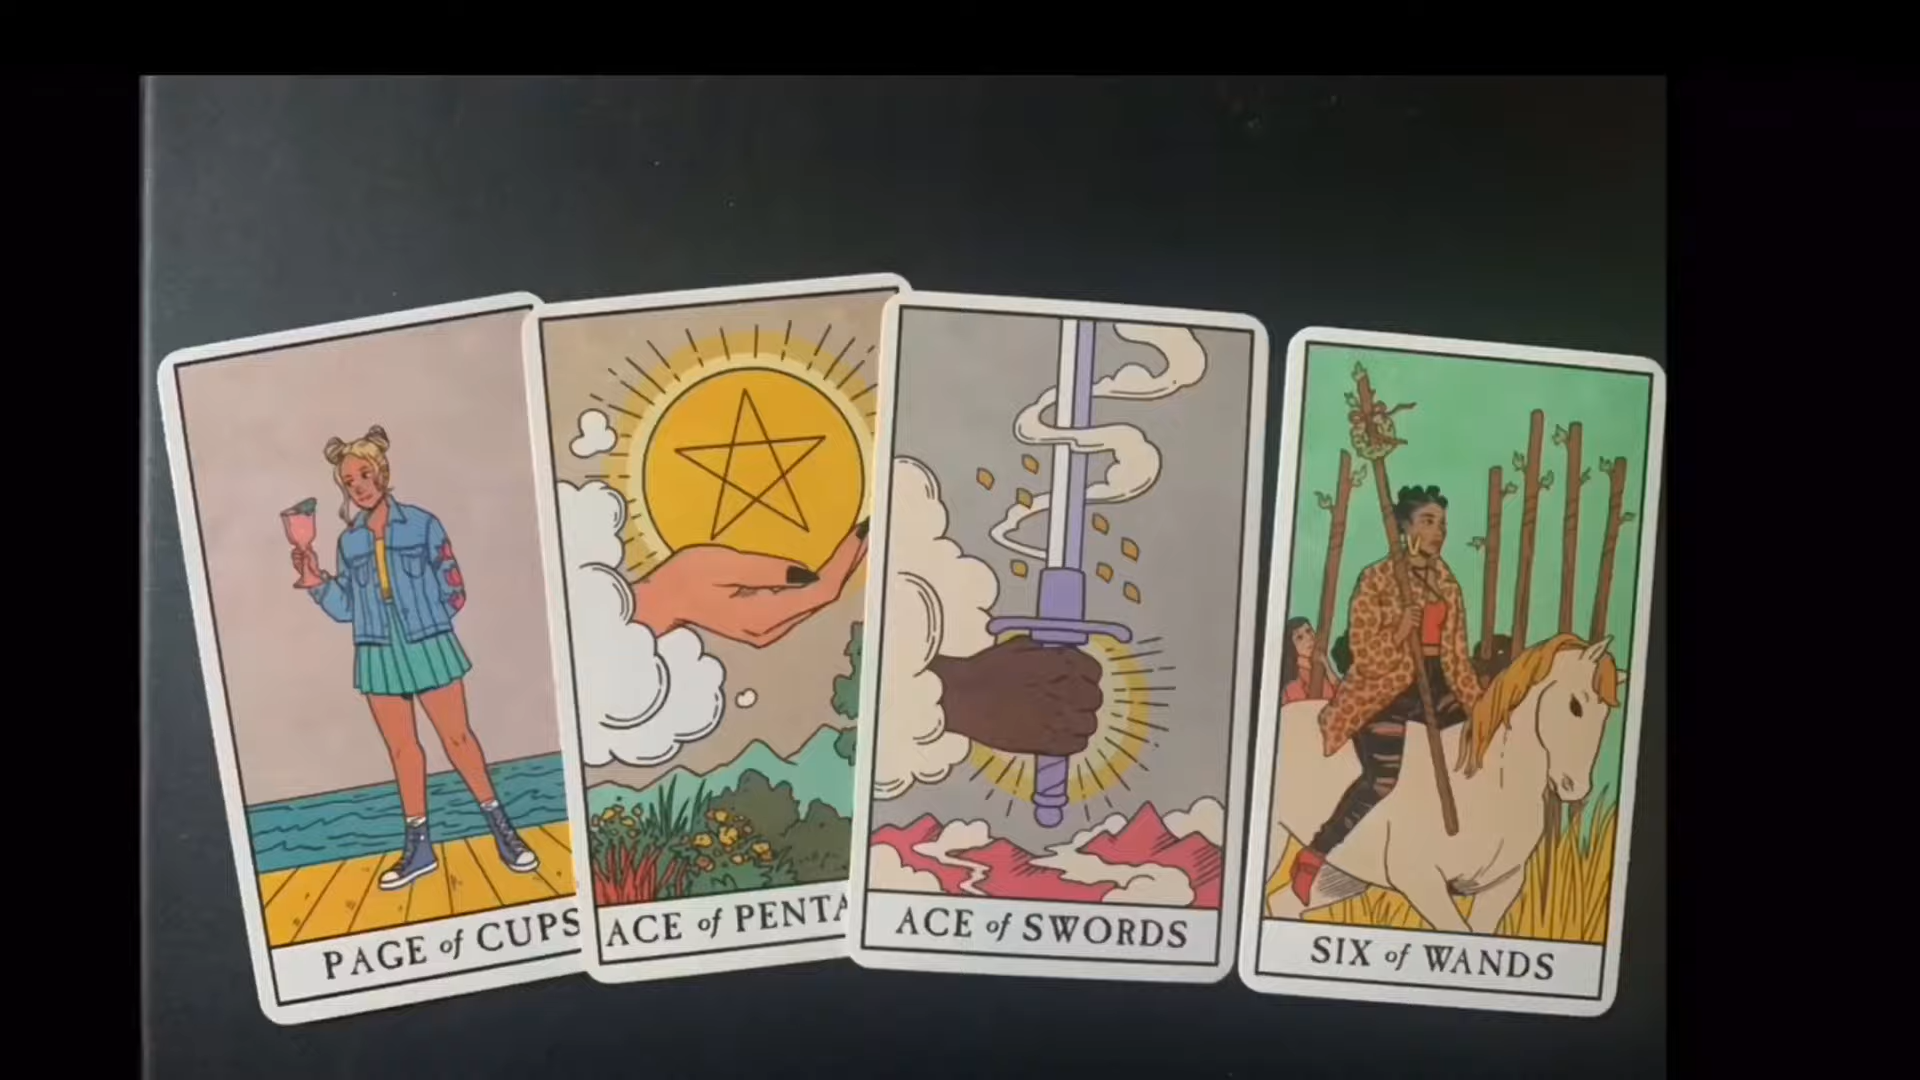 PAGE of CUPS
ACE of PENTA
ACE of SWORDS
SIX of WANDS